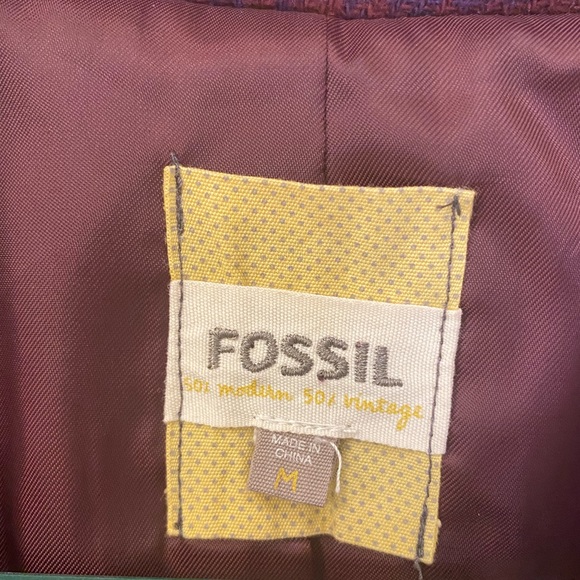 FOSSIL
50% modern 50% vintage
MADE IN
CHINA
M